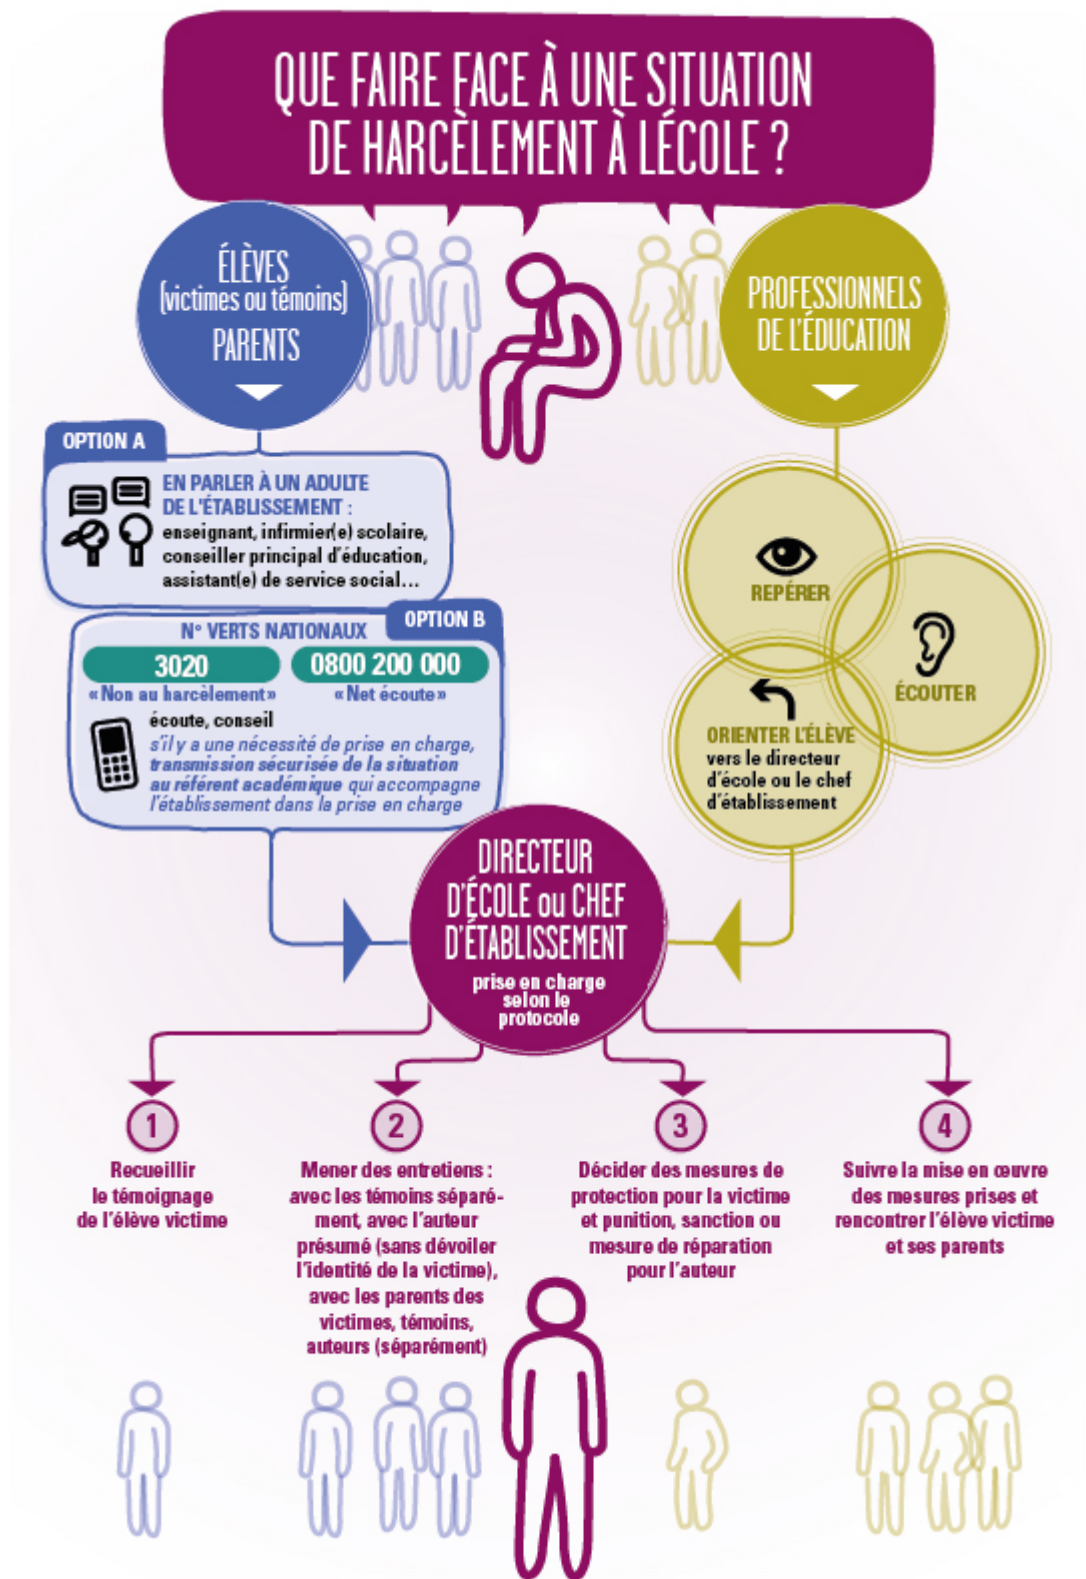 QUE FAIRE FACE À UNE SITUATION
DE HARCÈLEMENT À LÉCOLE ?
ÉLÈVES
(victimes ou témoins)
PARENTS
PROFESSIONNELS
DE L'ÉDUCATION
OPTION A
EN PARLER À UN ADULTE
DE L'ÉTABLISSEMENT :
enseignant, infirmier(e) scolaire,
conseiller principal d'éducation,
assistant(e) de service social...
OPTION B
N° VERTS NATIONAUX
3020
0800 200 000
« Non au harcèlement »
« Net écoute »
écoute, conseil
s'il y a une nécessité de prise en charge,
transmission sécurisée de la situation
au référent académique qui accompagne
l'établissement dans la prise en charge
REPÉRER
ÉCOUTER
ORIENTER L'ÉLÈVE
vers le directeur
d'école ou le chef
d'établissement
DIRECTEUR
D'ÉCOLE ou CHEF
D'ÉTABLISSEMENT
prise en charge
selon le
protocole
1
Recueillir
le témoignage
de l'élève victime
2
Mener des entretiens :
avec les témoins séparé-
ment, avec l'auteur
présumé (sans dévoiler
l'identité de la victime),
avec les parents des
victimes, témoins,
auteurs (séparément)
3
Décider des mesures de
protection pour la victime
et punition, sanction ou
mesure de réparation
pour l'auteur
4
Suivre la mise en œuvre
des mesures prises et
rencontrer l'élève victime
et ses parents